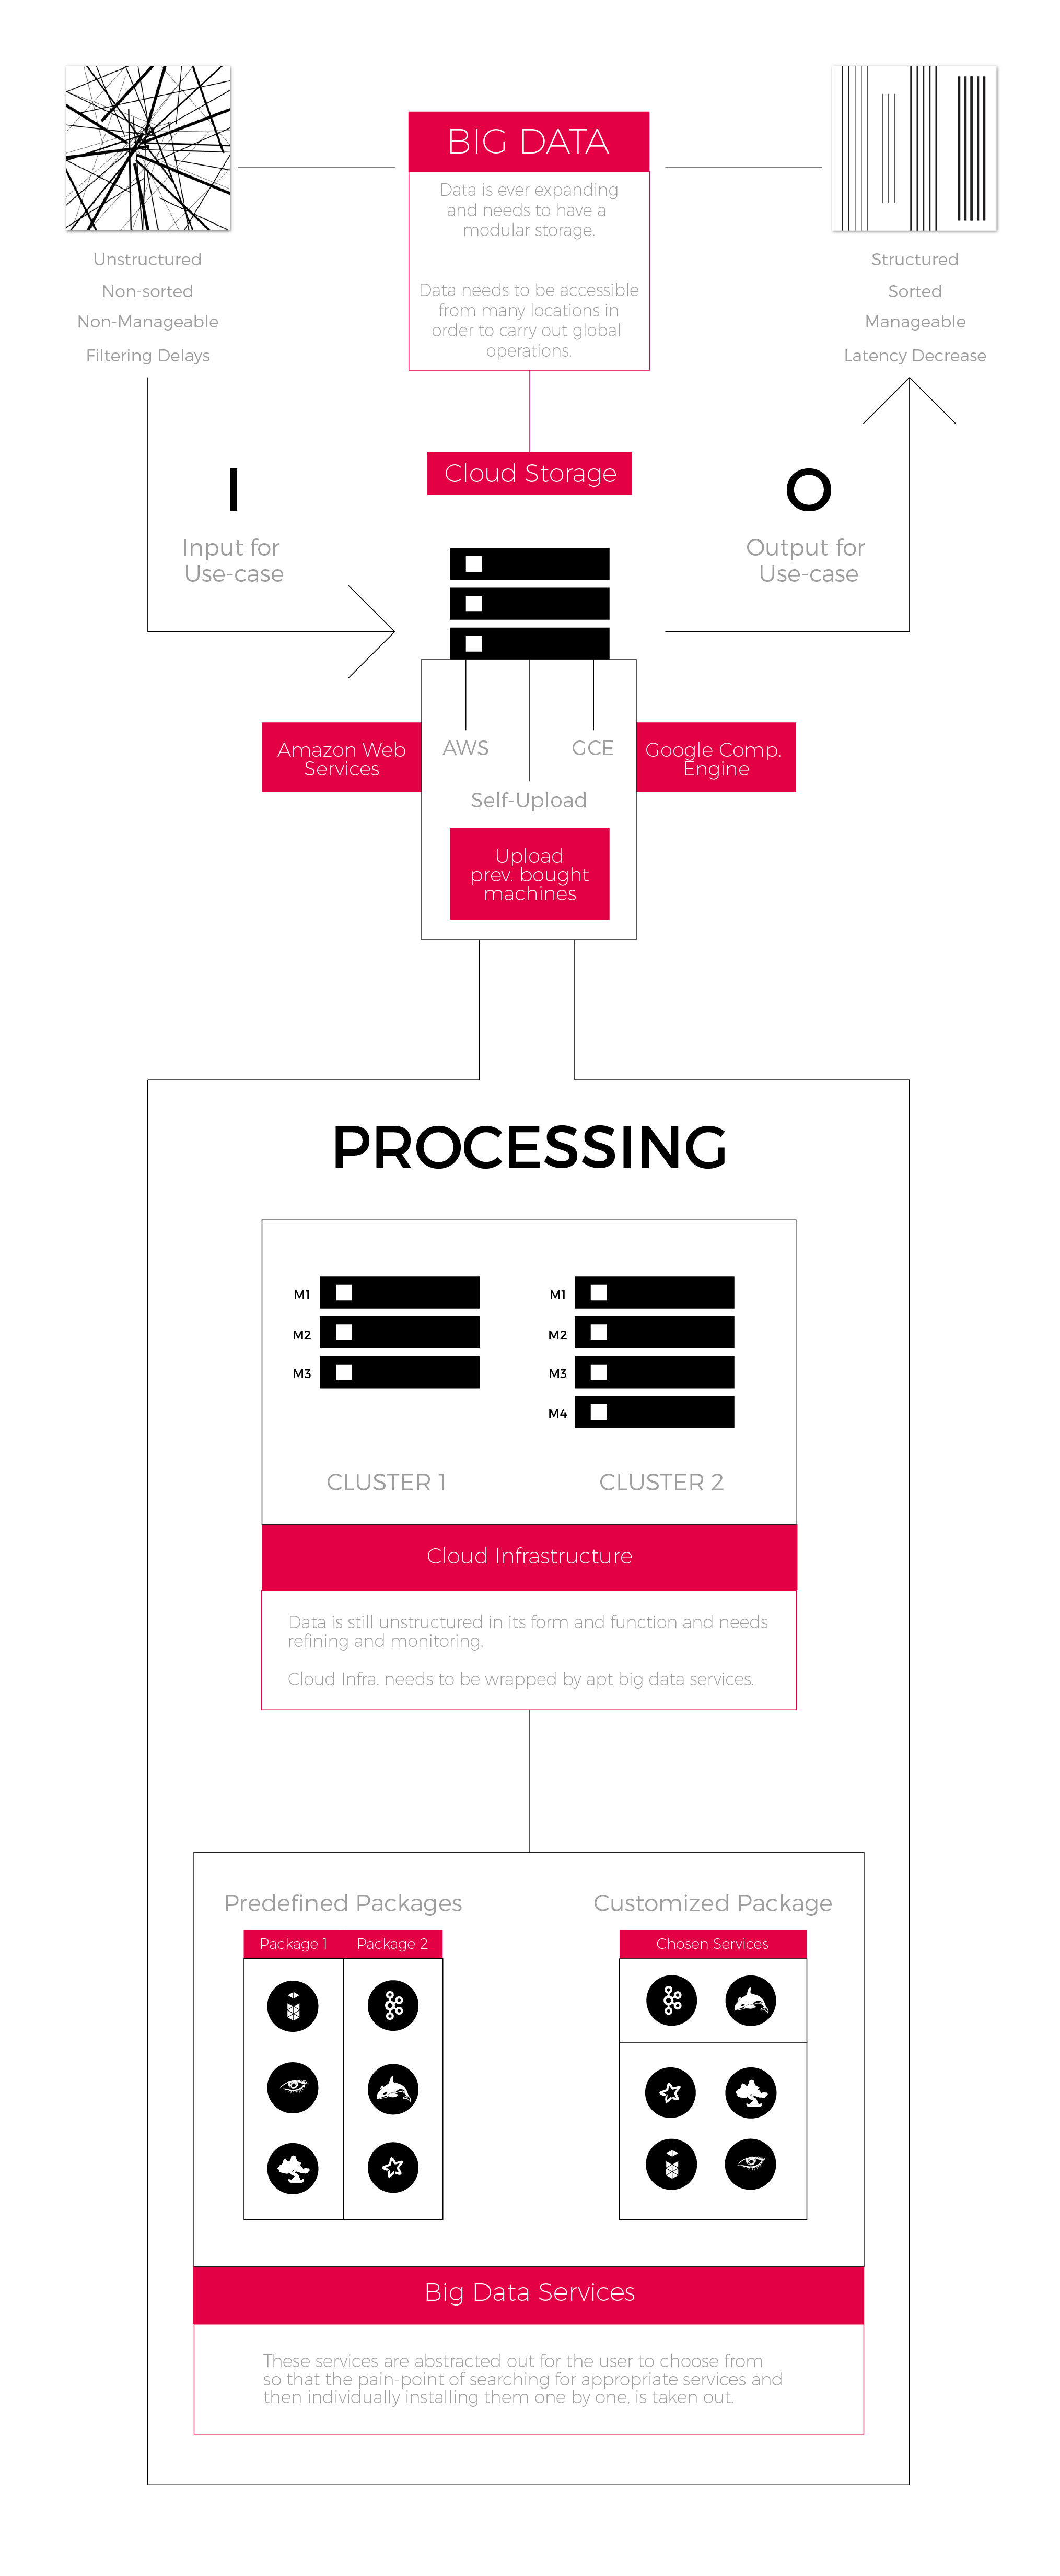 BIG DATA
Data is ever expanding
and needs to have a
modular storage.
Data needs to be accessible
from many locations in
order to carry out global
operations.
Unstructured
Non-sorted
Non-Manageable
Filtering Delays
Structured
Sorted
Manageable
Latency Decrease
Cloud Storage
I
Input for
Use-case
O
Output for
Use-case
Amazon Web
Services
AWS
GCE
Google Comp.
Engine
Self-Upload
Upload
prev. bought
machines
PROCESSING
M1
M2
M3
M1
M2
M3
M4
CLUSTER 1
CLUSTER 2
Cloud Infrastructure
Data is still unstructured in its form and function and needs
refining and monitoring.
Cloud Infra. needs to be wrapped by apt big data services.
Predefined Packages
Package 1
Package 2
Customized Package
Chosen Services
Big Data Services
These services are abstracted out for the user to choose from
so that the pain-point of searching for appropriate services and
then individually installing them one by one, is taken out.